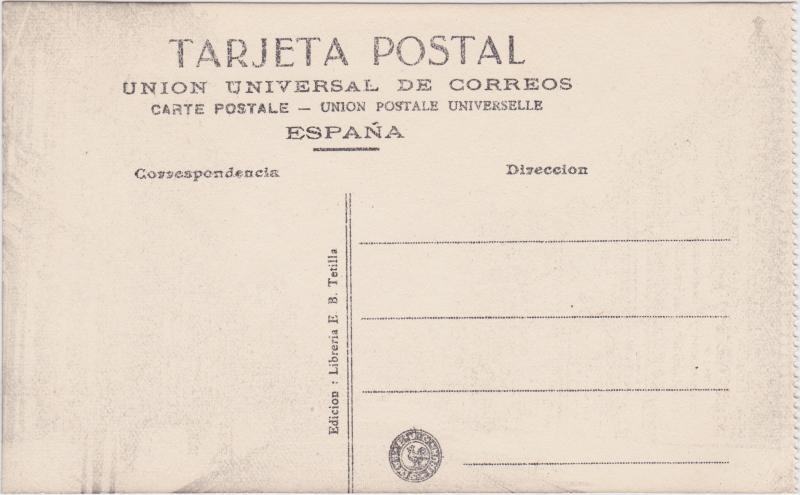 TARJETA POSTAL
UNION UNIVERSAL DE CORREOS
CARTE POSTALE — UNION POSTALE UNIVERSELLE
ESPAÑA
Correspondencia
Direccion
Edicion : Libreria E. B. Tetilla